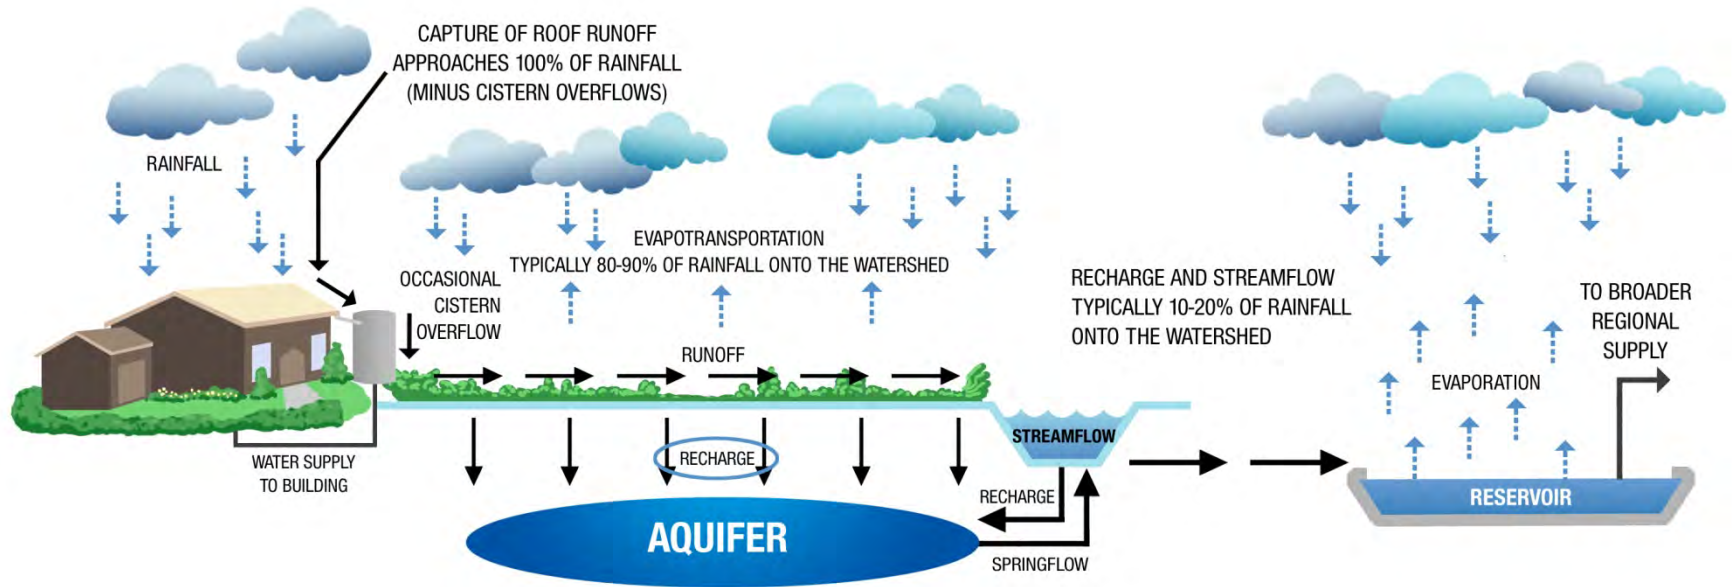 CAPTURE OF ROOF RUNOFF
APPROACHES 100% OF RAINFALL
(MINUS CISTERN OVERFLOWS)
RAINFALL
OCCASIONAL
CISTERN
OVERFLOW
EVAPOTRANSPORTATION
TYPICALLY 80-90% OF RAINFALL ONTO THE WATERSHED
RUNOFF
RECHARGE AND STREAMFLOW
TYPICALLY 10-20% OF RAINFALL
ONTO THE WATERSHED
TO BROADER
REGIONAL
SUPPLY
EVAPORATION
WATER SUPPLY
TO BUILDING
RECHARGE
STREAMFLOW
RECHARGE
AQUIFER
SPRINGFLOW
RESERVOIR